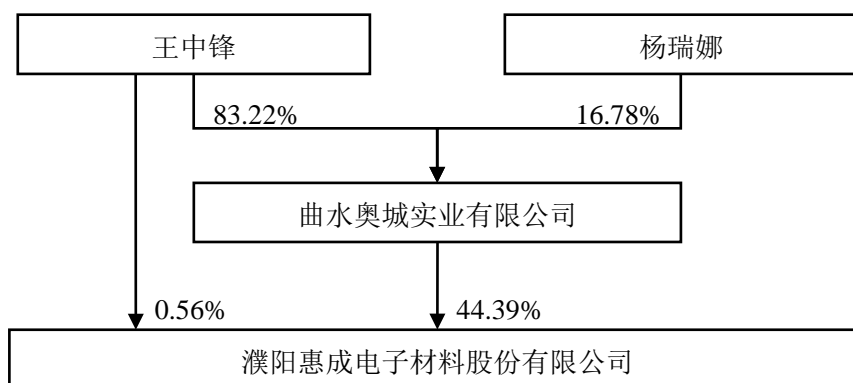 王中锋
杨瑞娜
83.22%
16.78%
曲水奥城实业有限公司
0.56%
44.39%
濮阳惠成电子材料股份有限公司